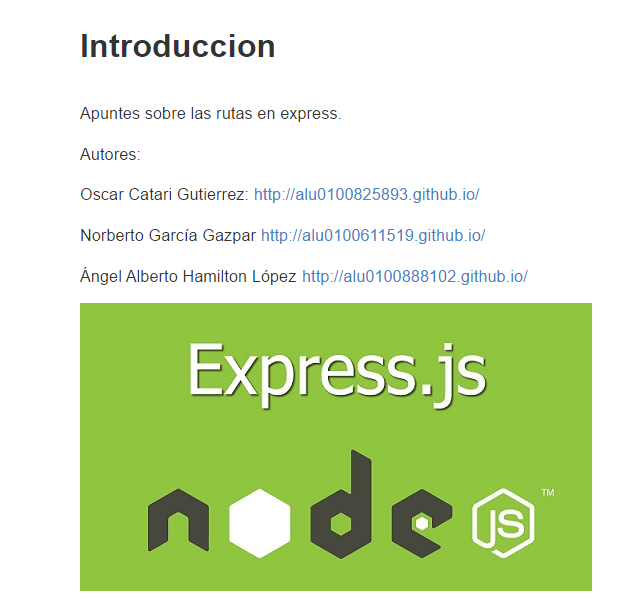 Introduccion
Apuntes sobre las rutas en express.
Autores:
Oscar Catari Gutierrez: http://alu0100825893.github.io/
Norberto García Gazpar http://alu0100611519.github.io/
Ángel Alberto Hamilton López http://alu0100888102.github.io/
Express.js
node JS TM